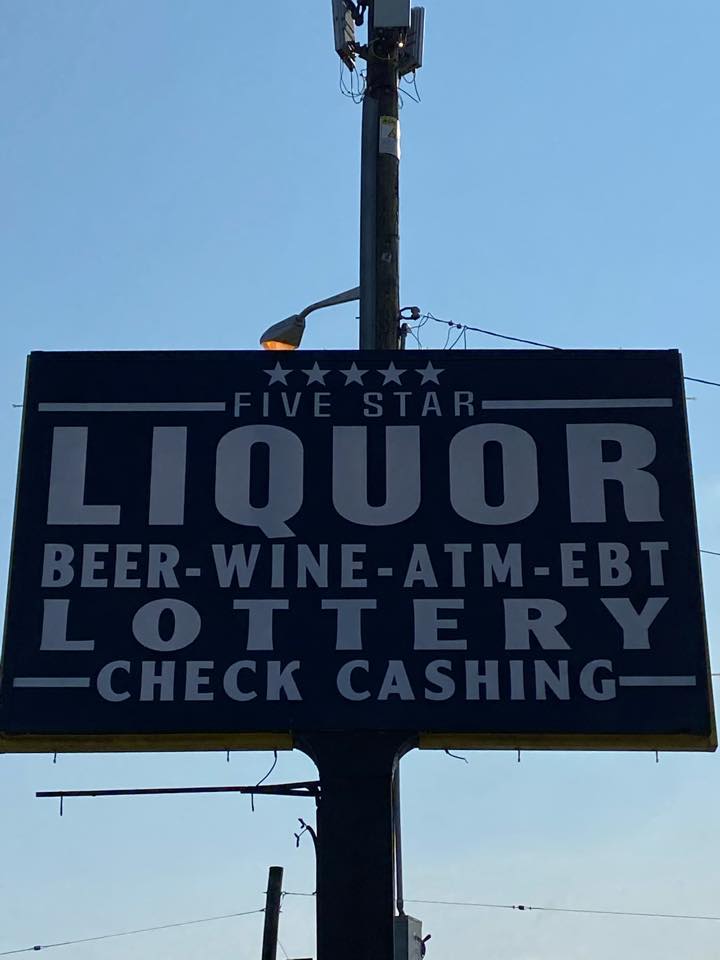 FIVE STAR
LIQUOR
BEER-WINE-ATM-EBT
LOTTERY
CHECK CASHING